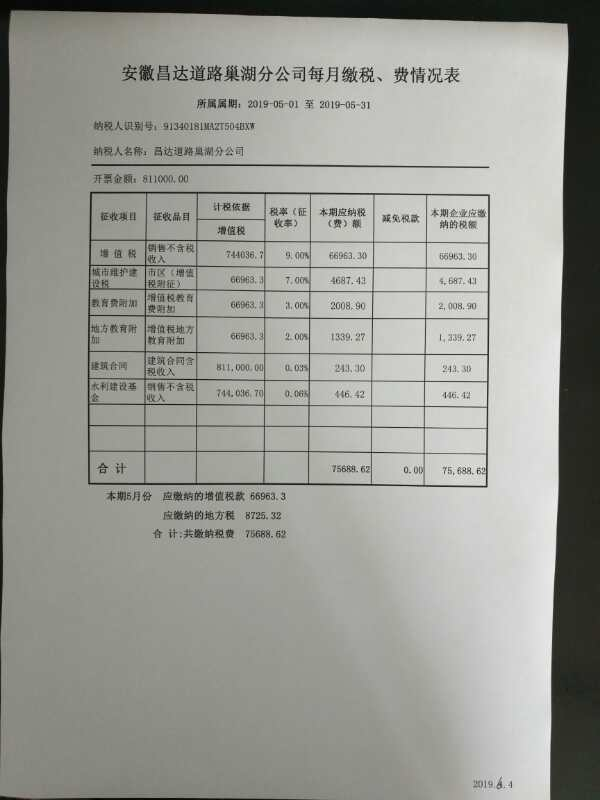 安徽昌达道路巢湖分公司每月缴税、费情况表
所属属期：2019-05-01 至 2019-05-31
纳税人识别号：91340181MA2T504BXW
纳税人名称：昌达道路巢湖分公司
开票金额：811000.00
征收项目 征收品目 计税依据 税率（征收率） 本期应纳税（费）额 减免税款 本期企业应缴纳的税额
增值税
增值税 销售不含税收入 744036.7 9.00% 66963.30 66963.30
城市维护建设税 市区（增值税附征） 66963.3 7.00% 4687.43 4,687.43
教育费附加 增值税教育费附加 66963.3 3.00% 2008.90 2,008.90
地方教育附加 增值税地方教育附加 66963.3 2.00% 1339.27 1,339.27
建筑合同 建筑合同含税收入 811,000.00 0.03% 243.30 243.30
水利建设基金 销售不含税收入 744,036.70 0.06% 446.42 446.42
合计 75688.62 0.00 75,688.62
本期5月份 应缴纳的增值税款 66963.3
应缴纳的地方税 8725.32
合 计:共缴纳税费 75688.62
2019.6.4